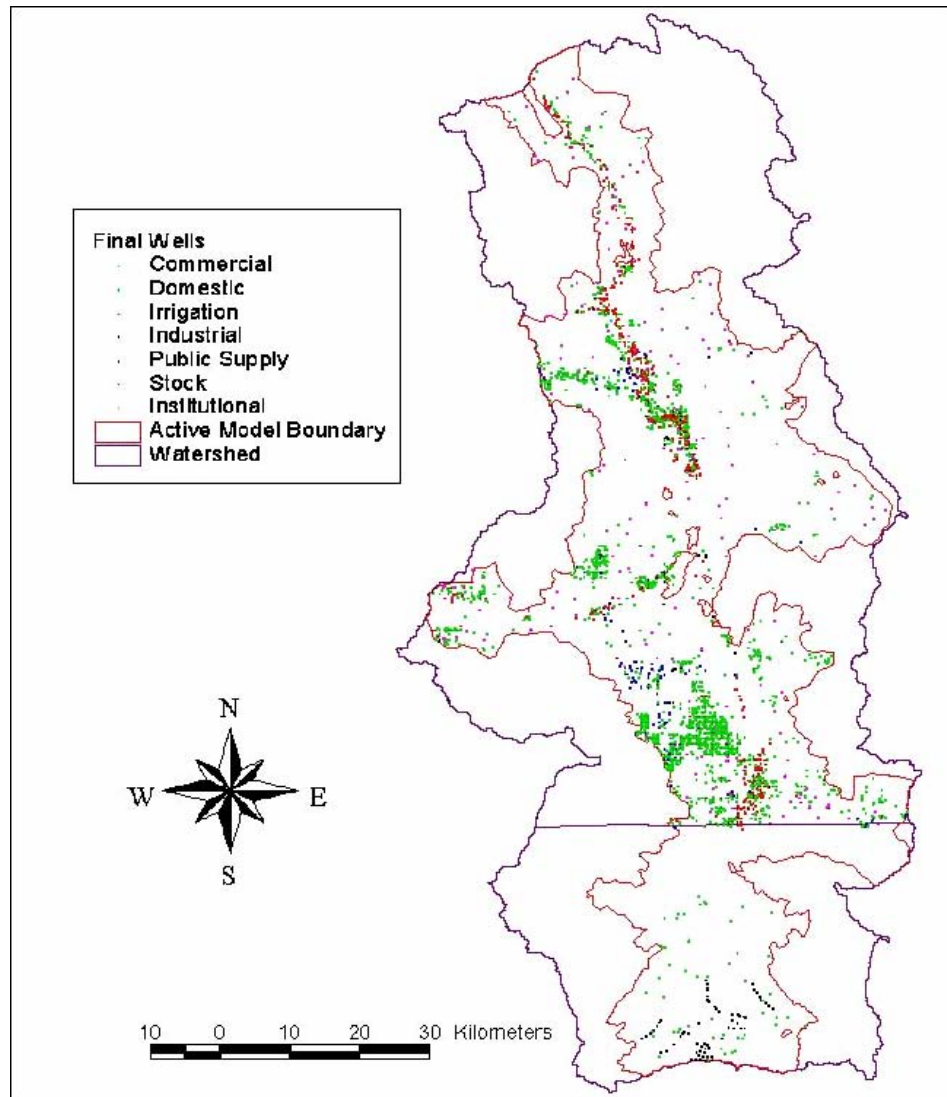 Final Wells
Commercial
Domestic
Irrigation
Industrial
Public Supply
Stock
Institutional
Active Model Boundary
Watershed
N
W E
S
10 0 10 20 30 Kilometers